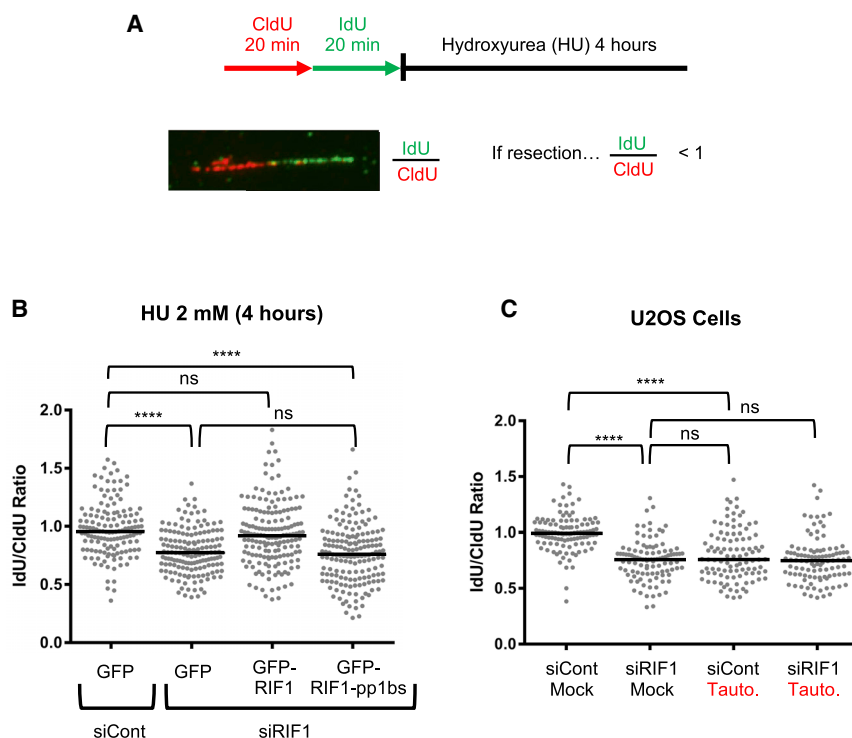 A
CldU
20 min
IdU
20 min
Hydroxyurea (HU) 4 hours
IdU
CldU
If resection...
IdU
CldU
< 1
B
HU 2 mM (4 hours)
****
ns
****
ns
IdU/CldU Ratio
2.0
1.5
1.0
0.5
0.0
GFP
GFP
GFP-
RIF1
GFP-
RIF1-pp1bs
siCont
siRIF1
C
U2OS Cells
****
ns
****
ns
IdU/CldU Ratio
2.0
1.5
1.0
0.5
0.0
siCont
Mock
siRIF1
Mock
siCont
Tauto.
siRIF1
Tauto.